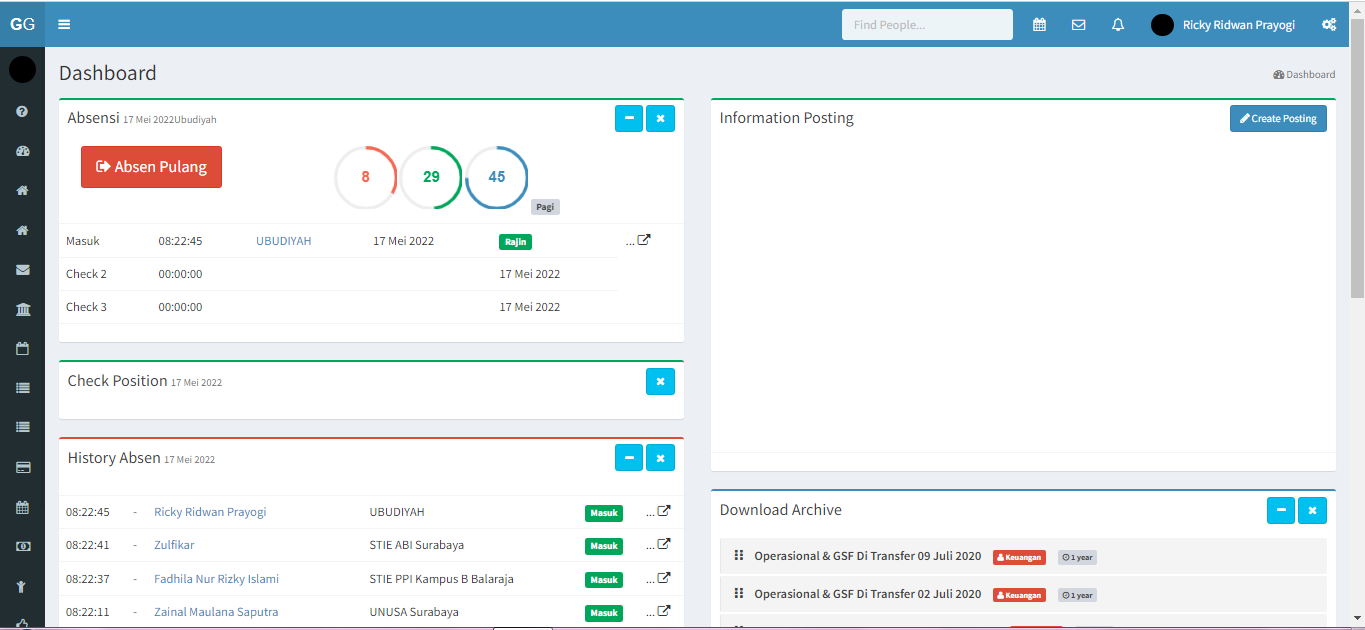 GG
Find People...
Ricky Ridwan Prayogi
Dashboard
Dashboard
Absensi 17 Mei 2022Ubudiyah
Absen Pulang
8 29 45
Pagi
Masuk 08:22:45 UBUDIYAH 17 Mei 2022 Rajin ...
Check 2 00:00:00 17 Mei 2022
Check 3 00:00:00 17 Mei 2022
Check Position 17 Mei 2022
History Absen 17 Mei 2022
08:22:45 - Ricky Ridwan Prayogi UBUDIYAH Masuk ...
08:22:41 - Zulfikar STIE ABI Surabaya Masuk ...
08:22:37 - Fadhila Nur Rizky Islami STIE PPI Kampus B Balaraja Masuk ...
08:22:11 - Zainal Maulana Saputra UNUSA Surabaya Masuk ...
Information Posting
Create Posting
Download Archive
Operasional & GSF Di Transfer 09 Juli 2020 Keuangan 1 year
Operasional & GSF Di Transfer 02 Juli 2020 Keuangan 1 year